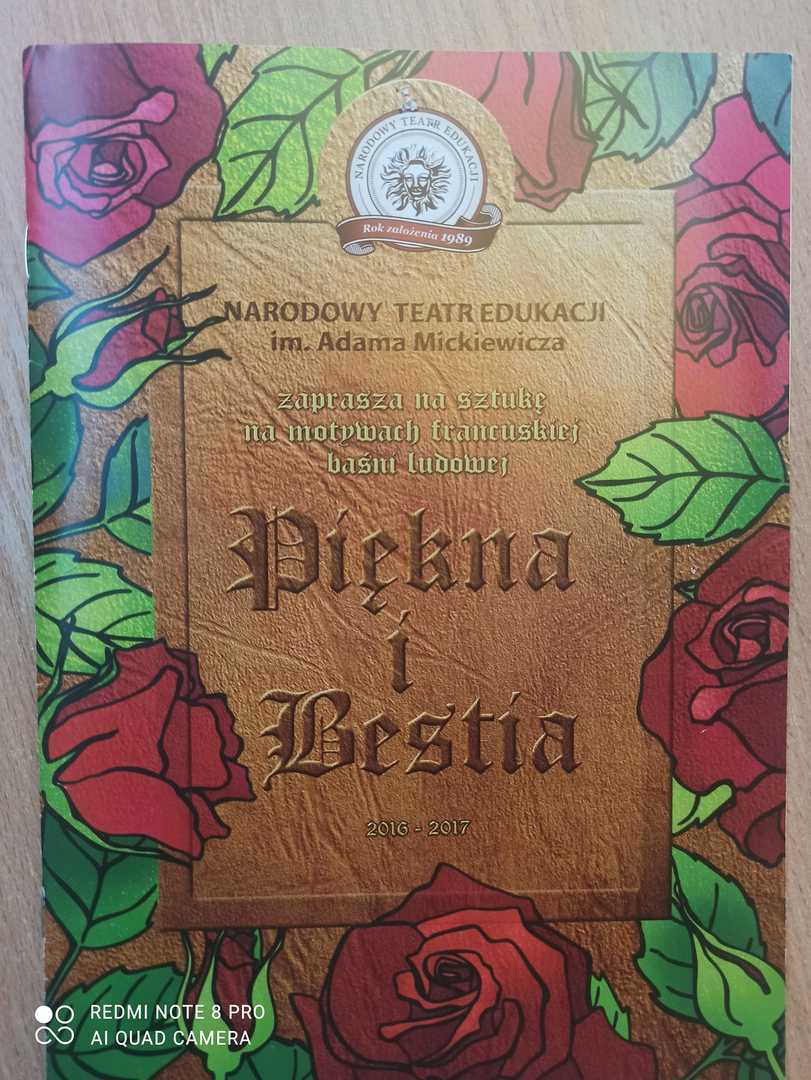 NARODOWY TEATR EDUKACJI
Rok założenia 1989
NARODOWY TEATR EDUKACJI
im. Adama Mickiewicza
zaprasza na sztukę
na motywach francuskiej
baśni ludowej
Piękna
i
Bestia
2016 - 2017
REDMI NOTE 8 PRO
AI QUAD CAMERA